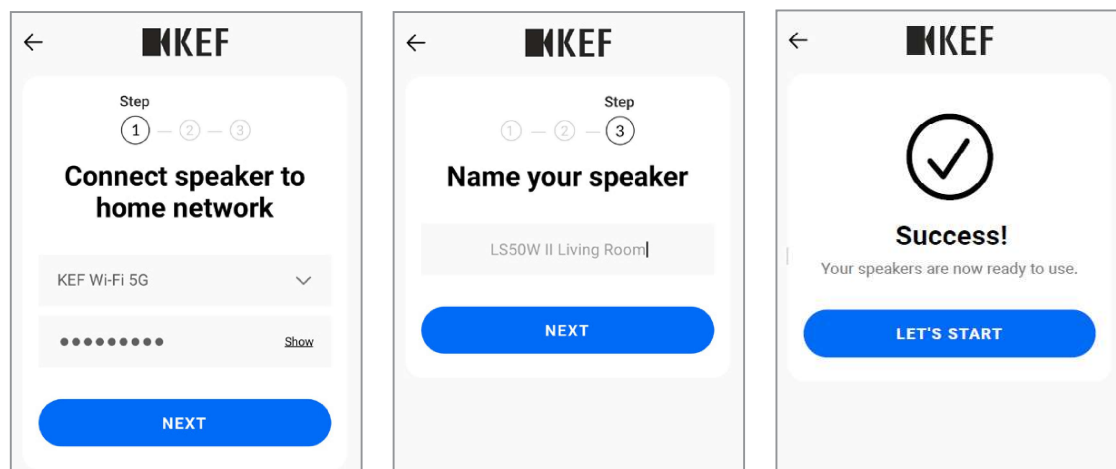 KEF
Step
1 2 3
Connect speaker to
home network
KEF Wi-Fi 5G
Show
NEXT
KEF
Step
1 2 3
Name your speaker
LS50W II Living Room
NEXT
KEF
Success!
Your speakers are now ready to use.
LET'S START